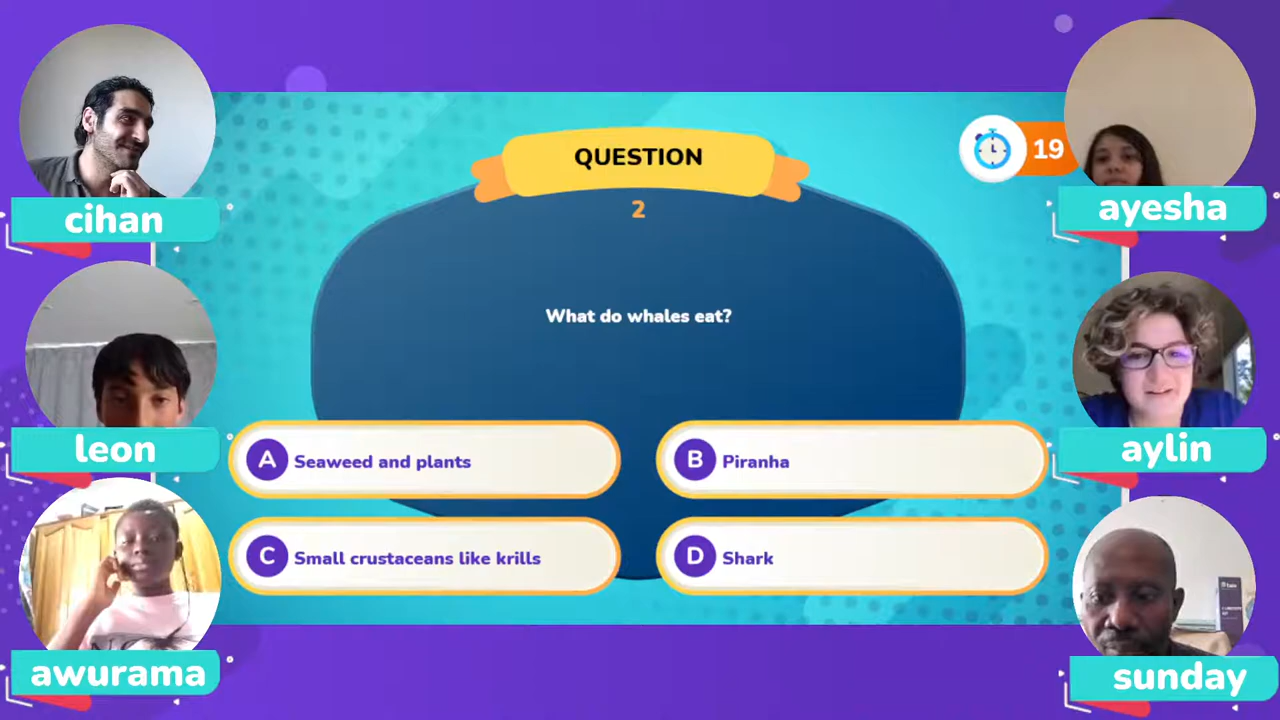 QUESTION
2
19
What do whales eat?
A Seaweed and plants
B Piranha
C Small crustaceans like krills
D Shark
cihan
leon
awurama
ayesha
aylin
sunday